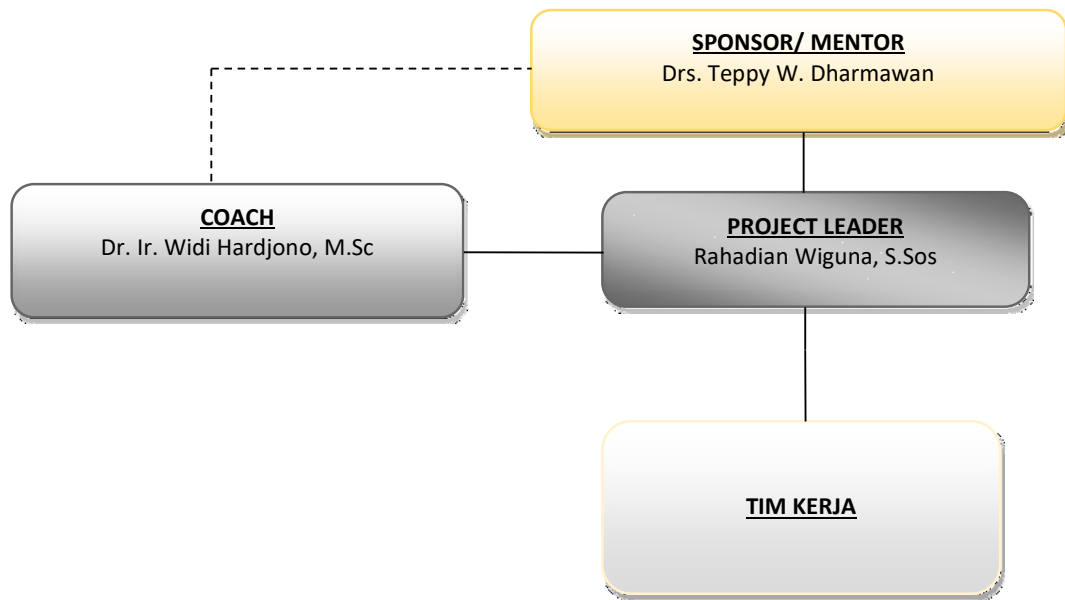 SPONSOR/ MENTOR
Drs. Teppy W. Dharmawan
COACH
Dr. Ir. Widi Hardjono, M.Sc
PROJECT LEADER
Rahadian Wiguna, S.Sos
TIM KERJA